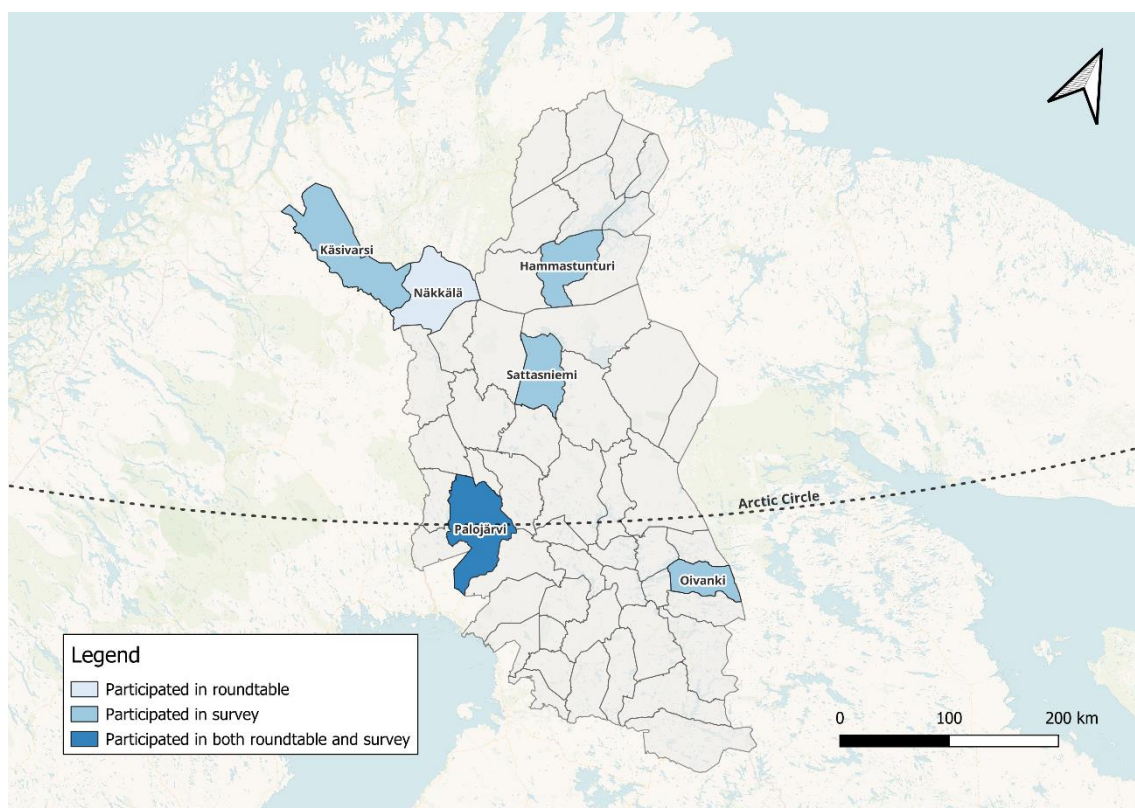 Käsivarsi
Näkkälä
Hammastunturi
Sattasniemi
Arctic Circle
Palojärvi
Oivanki
Legend
Participated in roundtable
Participated in survey
Participated in both roundtable and survey
0 100 200 km